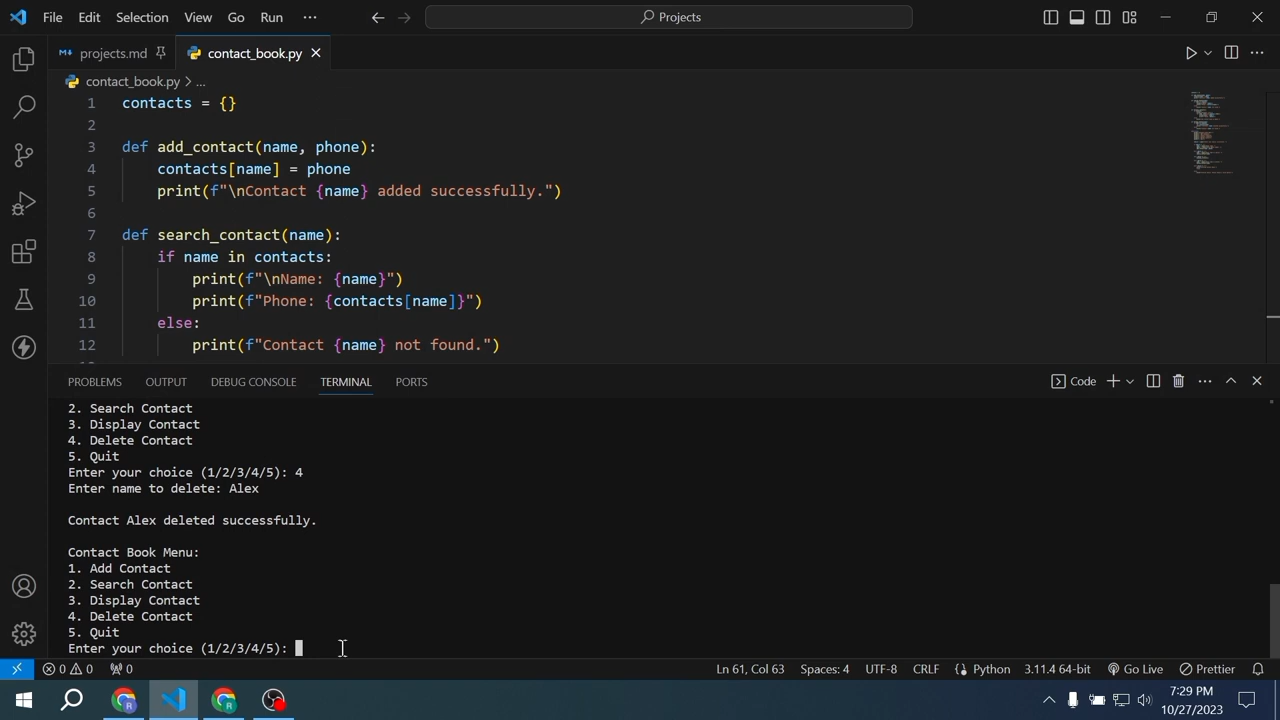 File Edit Selection View Go Run ··· Projects
projects.md contact_book.py
contact_book.py > ...
1 contacts = {}
2
3 def add_contact(name, phone):
4 contacts[name] = phone
5 print(f"\nContact {name} added successfully.")
6
7 def search_contact(name):
8 if name in contacts:
9 print(f"\nName: {name}")
10 print(f"Phone: {contacts[name]}")
11 else:
12 print(f"Contact {name} not found.")
PROBLEMS OUTPUT DEBUG CONSOLE TERMINAL PORTS Code
2. Search Contact
3. Display Contact
4. Delete Contact
5. Quit
Enter your choice (1/2/3/4/5): 4
Enter name to delete: Alex
Contact Alex deleted successfully.
Contact Book Menu:
1. Add Contact
2. Search Contact
3. Display Contact
4. Delete Contact
5. Quit
Enter your choice (1/2/3/4/5):
0 0 0 Ln 61, Col 63 Spaces: 4 UTF-8 CRLF Python 3.11.4 64-bit Go Live Prettier
7:29 PM
10/27/2023